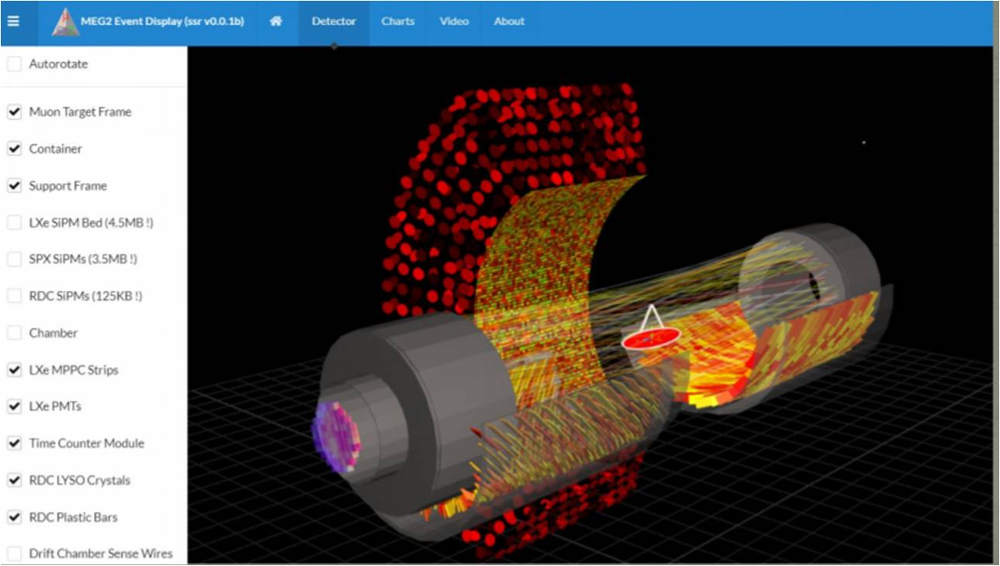 MEG2 Event Display (ssr v0.0.1b) Detector Charts Video About
Autorotate
Muon Target Frame
Container
Support Frame
LXe SiPM Bed (4.5MB !)
SPX SiPMs (3.5MB !)
RDC SiPMs (125KB !)
Chamber
LXe MPPC Strips
LXe PMTs
Time Counter Module
RDC LYSO Crystals
RDC Plastic Bars
Drift Chamber Sense Wires